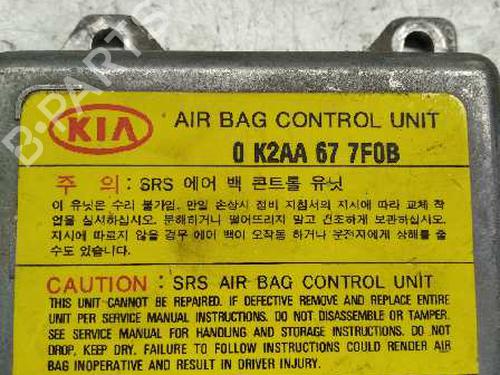 KIA
AIR BAG CONTROL UNIT
0 K2AA 67 7F0B
주 의 : SRS 에어 백 콘트롤 유닛
이 유닛은 수리 불가임. 만일 손상시 정비 지침서의 지시에 따라 교체 작
업을 실시하십시오. 분해하거나 떨어뜨리지 말고 건조하게 보관하십시오.
지시에 따르지 않을 경우 에어 백이 오작동 하거나 운전자에게 상해를 줄
수도 있습니다.
CAUTION : SRS AIR BAG CONTROL UNIT
THIS UNIT CANNOT BE REPAIRED. IF DEFECTIVE REMOVE AND REPLACE ENTIRE
UNIT PER SERVICE MANUAL INSTRUCTIONS. DO NOT DISASSEMBLE OR TAMPER.
SEE SERVICE MANUAL FOR HANDLING AND STORAGE INSTRUTIONS. DO NOT
DROP, KEEP DRY. FAILURE TO FOLLOW INSTRUCTIONS COULD RENDER AIR
BAG INOPERATIVE AND RESULT IN DRIVER INJURY.
B-PARTS